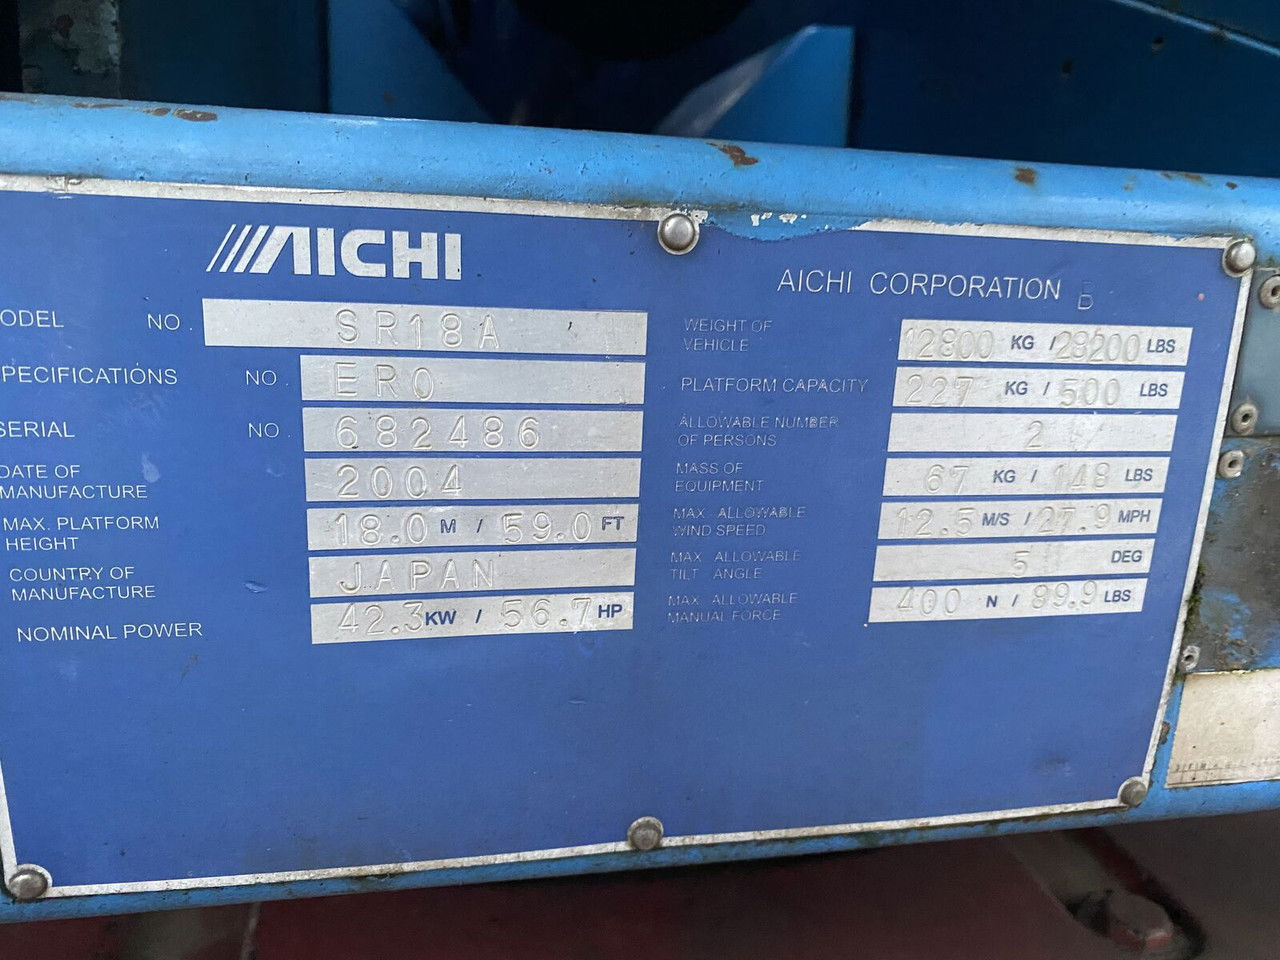 AICHI
AICHI CORPORATION B
ODEL NO. SR18A
PECIFICATIONS NO. ERO
SERIAL NO. 682486
DATE OF
MANUFACTURE 2004
MAX. PLATFORM
HEIGHT 18.0 M / 59.0 FT
COUNTRY OF
MANUFACTURE JAPAN
NOMINAL POWER 42.3 KW / 56.7 HP
WEIGHT OF
VEHICLE 12800 KG / 28200 LBS
PLATFORM CAPACITY 227 KG / 500 LBS
ALLOWABLE NUMBER
OF PERSONS 2
MASS OF
EQUIPMENT 67 KG / 148 LBS
MAX. ALLOWABLE
WIND SPEED 12.5 M/S / 27.9 MPH
MAX. ALLOWABLE
TILT ANGLE 5 DEG
MAX. ALLOWABLE
MANUAL FORCE 400 N / 89.9 LBS